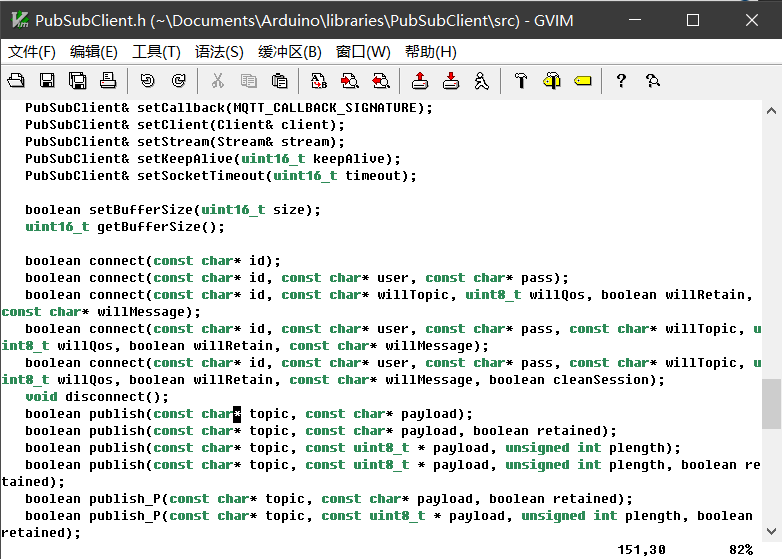 PubSubClient.h (~\Documents\Arduino\libraries\PubSubClient\src) - GVIM
文件(F) 编辑(E) 工具(T) 语法(S) 缓冲区(B) 窗口(W) 帮助(H)
PubSubClient& setCallback(MQTT_CALLBACK_SIGNATURE);
PubSubClient& setClient(Client& client);
PubSubClient& setStream(Stream& stream);
PubSubClient& setKeepAlive(uint16_t keepAlive);
PubSubClient& setSocketTimeout(uint16_t timeout);
boolean setBufferSize(uint16_t size);
uint16_t getBufferSize();
boolean connect(const char* id);
boolean connect(const char* id, const char* user, const char* pass);
boolean connect(const char* id, const char* willTopic, uint8_t willQos, boolean willRetain,
const char* willMessage);
boolean connect(const char* id, const char* user, const char* pass, const char* willTopic, u
int8_t willQos, boolean willRetain, const char* willMessage);
boolean connect(const char* id, const char* user, const char* pass, const char* willTopic, u
int8_t willQos, boolean willRetain, const char* willMessage, boolean cleanSession);
void disconnect();
boolean publish(const char* topic, const char* payload);
boolean publish(const char* topic, const char* payload, boolean retained);
boolean publish(const char* topic, const uint8_t * payload, unsigned int plength);
boolean publish(const char* topic, const uint8_t * payload, unsigned int plength, boolean re
tained);
boolean publish_P(const char* topic, const char* payload, boolean retained);
boolean publish_P(const char* topic, const uint8_t * payload, unsigned int plength, boolean
retained);
151,30 82%